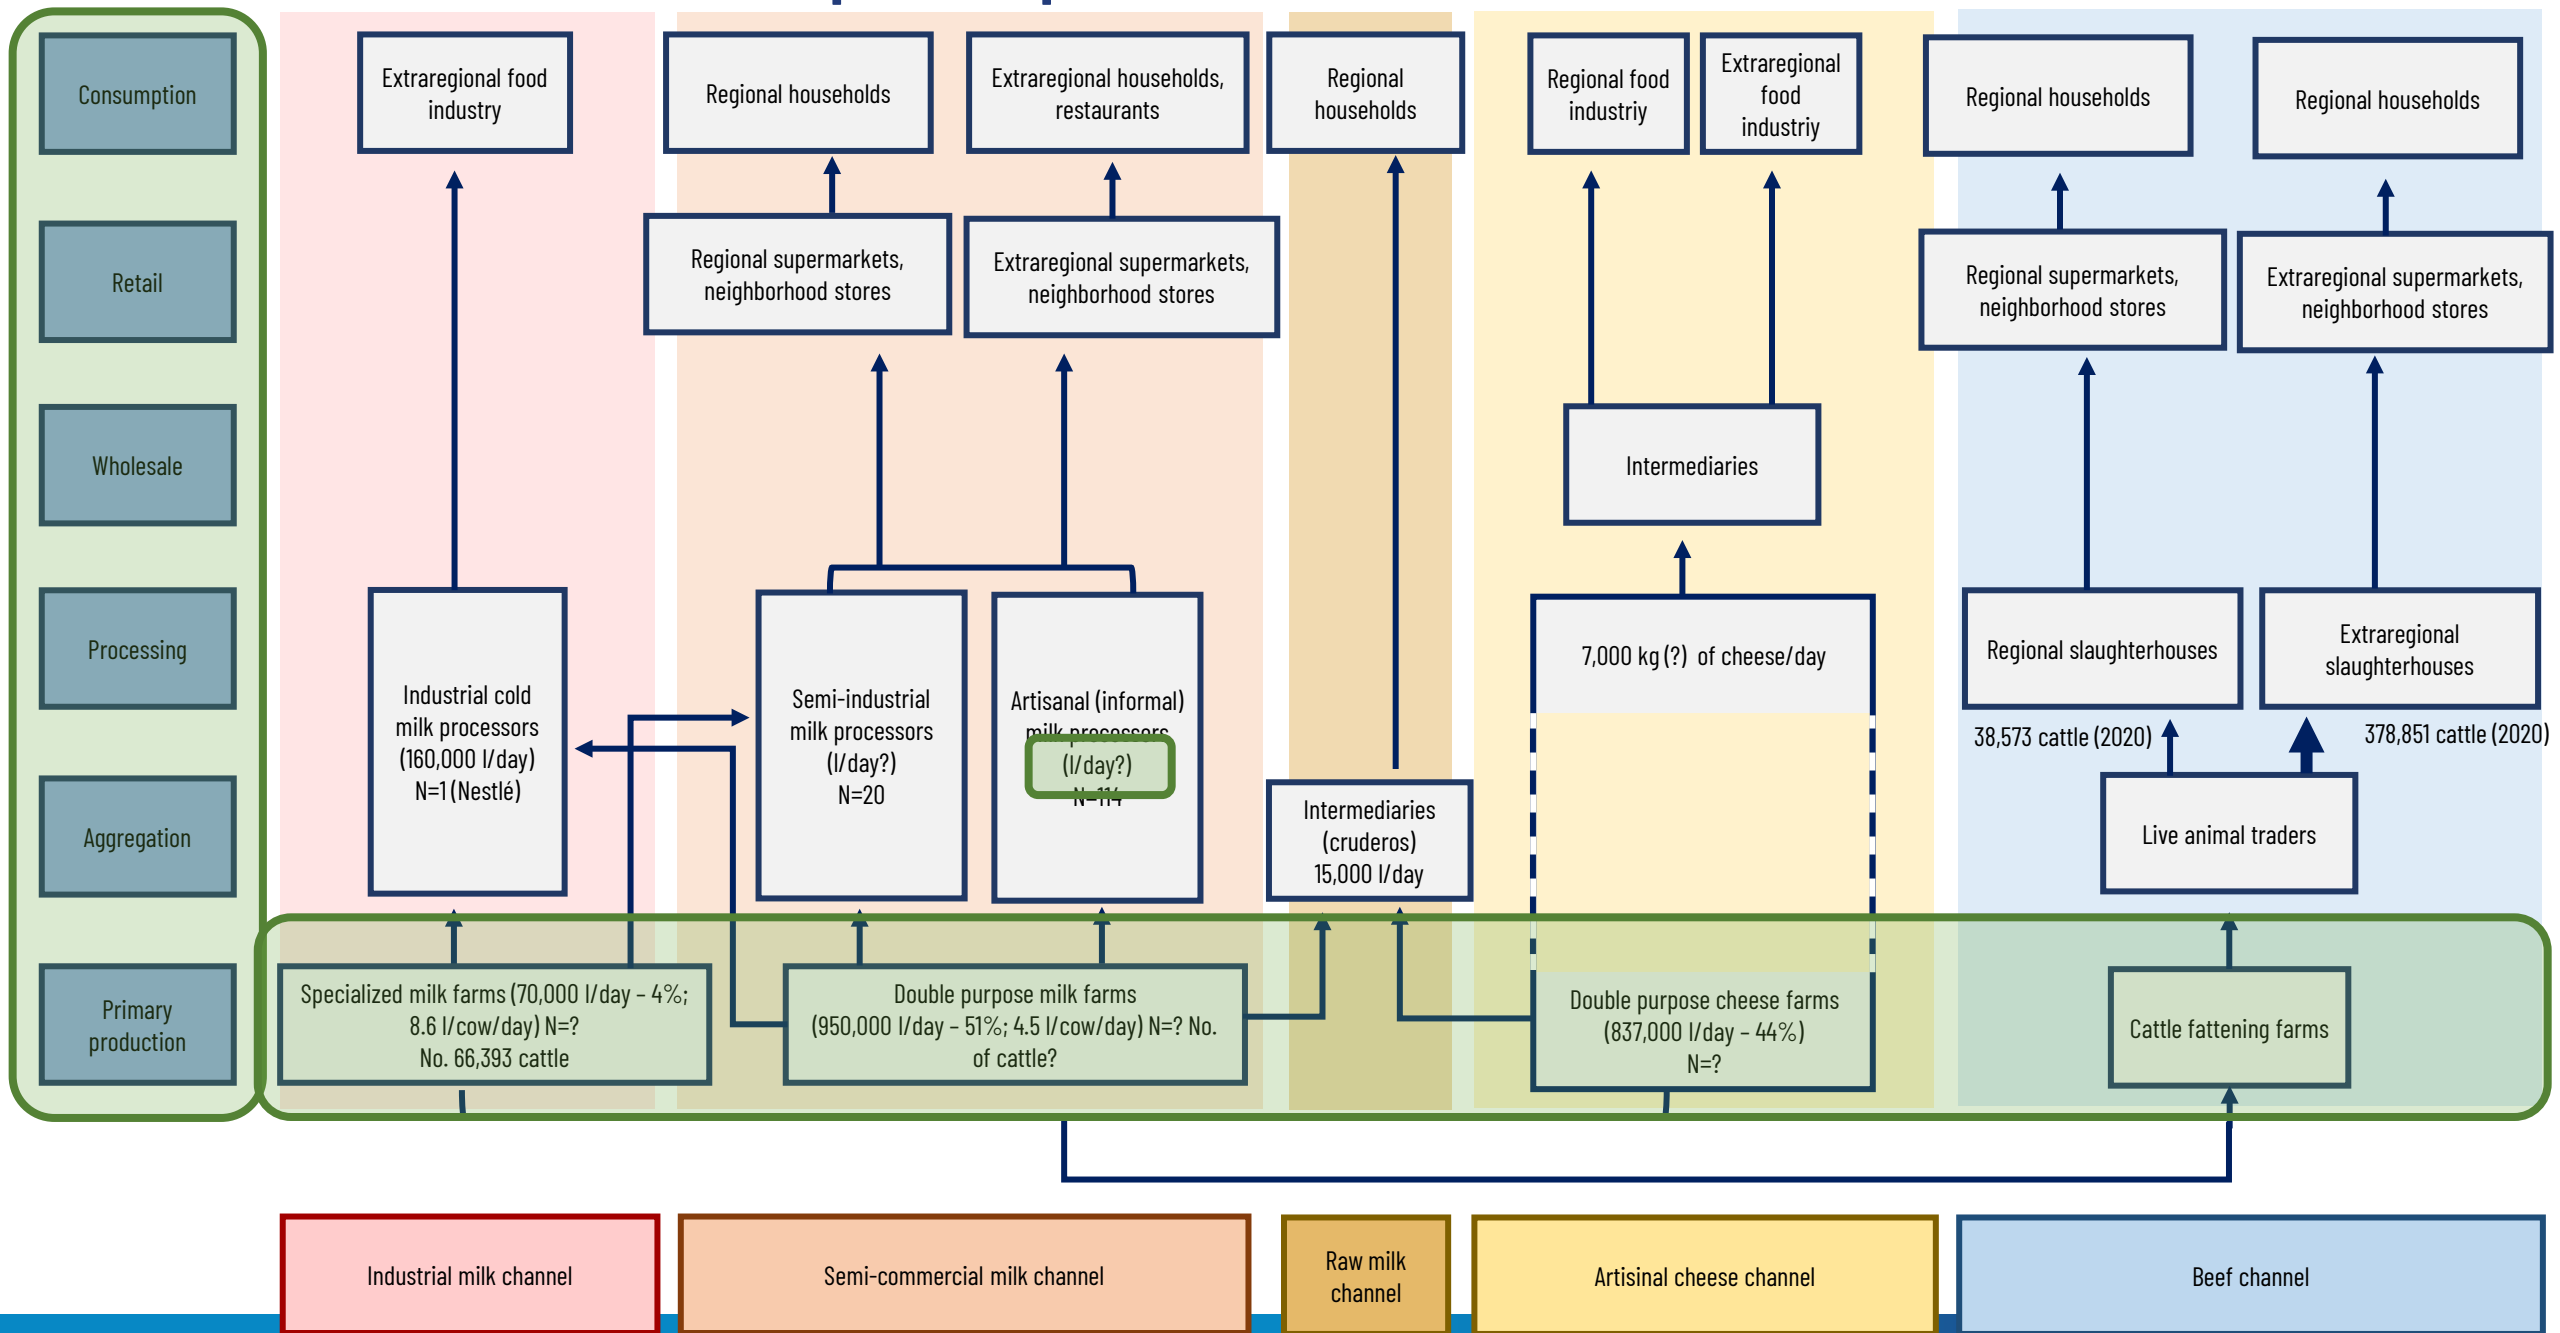 Consumption
Extraregional food
industry
Regional households
Extraregional households,
restaurants
Regional
households
Regional food
industriy
Extraregional
food
industriy
Regional households
Regional households
Retail
Regional supermarkets,
neighborhood stores
Extraregional supermarkets,
neighborhood stores
Regional supermarkets,
neighborhood stores
Extraregional supermarkets,
neighborhood stores
Wholesale
Intermediaries
Processing
Industrial cold
milk processors
(160,000 l/day)
N=1 (Nestlé)
Semi-industrial
milk processors
(l/day?)
N=20
Artisanal (informal)
milk processors
(l/day?)
N=114
7,000 kg (?) of cheese/day
Regional slaughterhouses
Extraregional
slaughterhouses
38,573 cattle (2020)
378,851 cattle (2020)
Aggregation
Intermediaries
(cruderos)
15,000 l/day
Live animal traders
Primary
production
Specialized milk farms (70,000 l/day – 4%;
8.6 l/cow/day) N=?
No. 66,393 cattle
Double purpose milk farms
(950,000 l/day – 51%; 4.5 l/cow/day) N=? No.
of cattle?
Double purpose cheese farms
(837,000 l/day – 44%)
N=?
Cattle fattening farms
Industrial milk channel
Semi-commercial milk channel
Raw milk
channel
Artisinal cheese channel
Beef channel